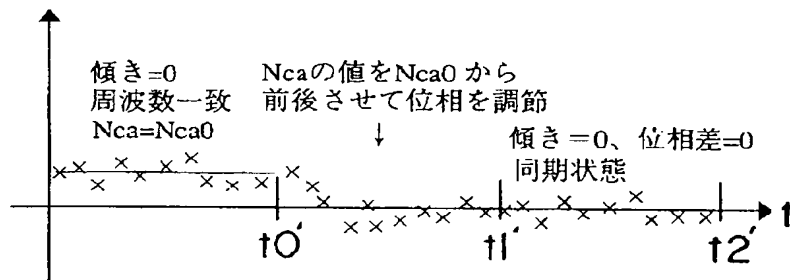 傾き=0
周波数一致
Nca=Nca0
Ncaの値をNca0 から
前後させて位相を調節
↓
傾き=0、位相差=0
同期状態
t0′
t1′
t2′
t